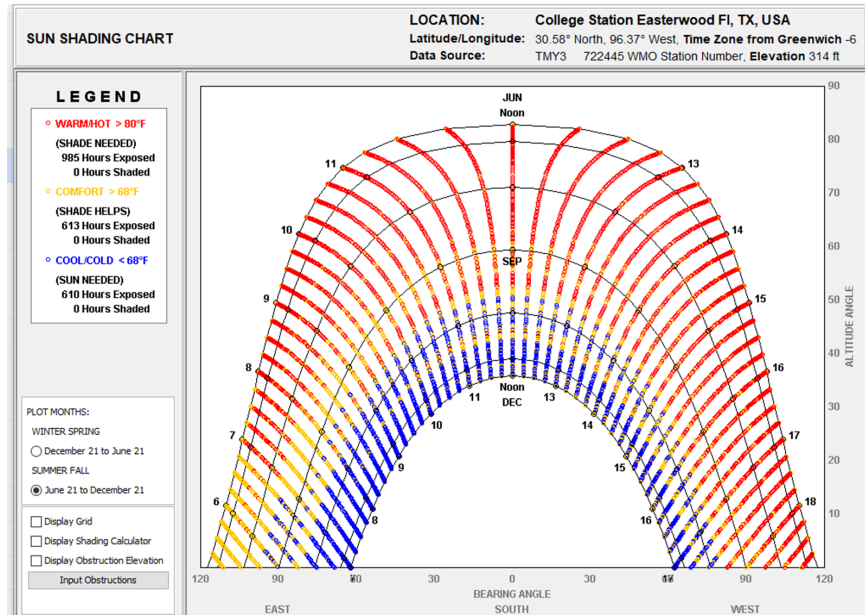 SUN SHADING CHART
LOCATION: College Station Easterwood Fl, TX, USA
Latitude/Longitude: 30.58° North, 96.37° West, Time Zone from Greenwich -6
Data Source: TMY3 722445 WMO Station Number, Elevation 314 ft
LEGEND
WARM/HOT > 80°F
(SHADE NEEDED)
985 Hours Exposed
0 Hours Shaded
COMFORT > 68°F
(SHADE HELPS)
613 Hours Exposed
0 Hours Shaded
COOL/COLD < 68°F
(SUN NEEDED)
610 Hours Exposed
0 Hours Shaded
PLOT MONTHS:
WINTER SPRING
December 21 to June 21
SUMMER FALL
June 21 to December 21
Display Grid
Display Shading Calculator
Display Obstruction Elevation
Input Obstructions
JUN
Noon
11 13
10 14
SEP
9 15
8 16
Noon
DEC
11 13
10 14
7 17
9 15
6 18
8 16
90
80
70
60
50
40
30
20
10
ALTITUDE ANGLE
120 90 30 0 30 90 120
BEARING ANGLE
EAST SOUTH WEST